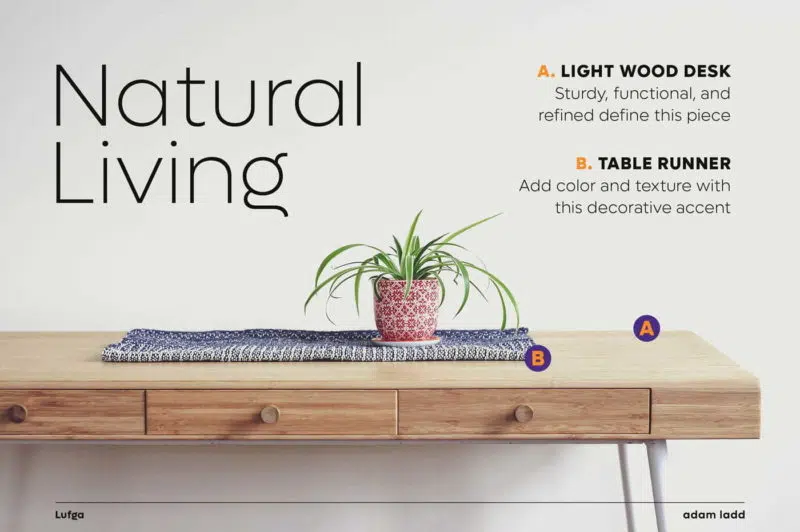 Natural
Living
A. LIGHT WOOD DESK
Sturdy, functional, and
refined define this piece
B. TABLE RUNNER
Add color and texture with
this decorative accent
A
B
Lufga
adam ladd